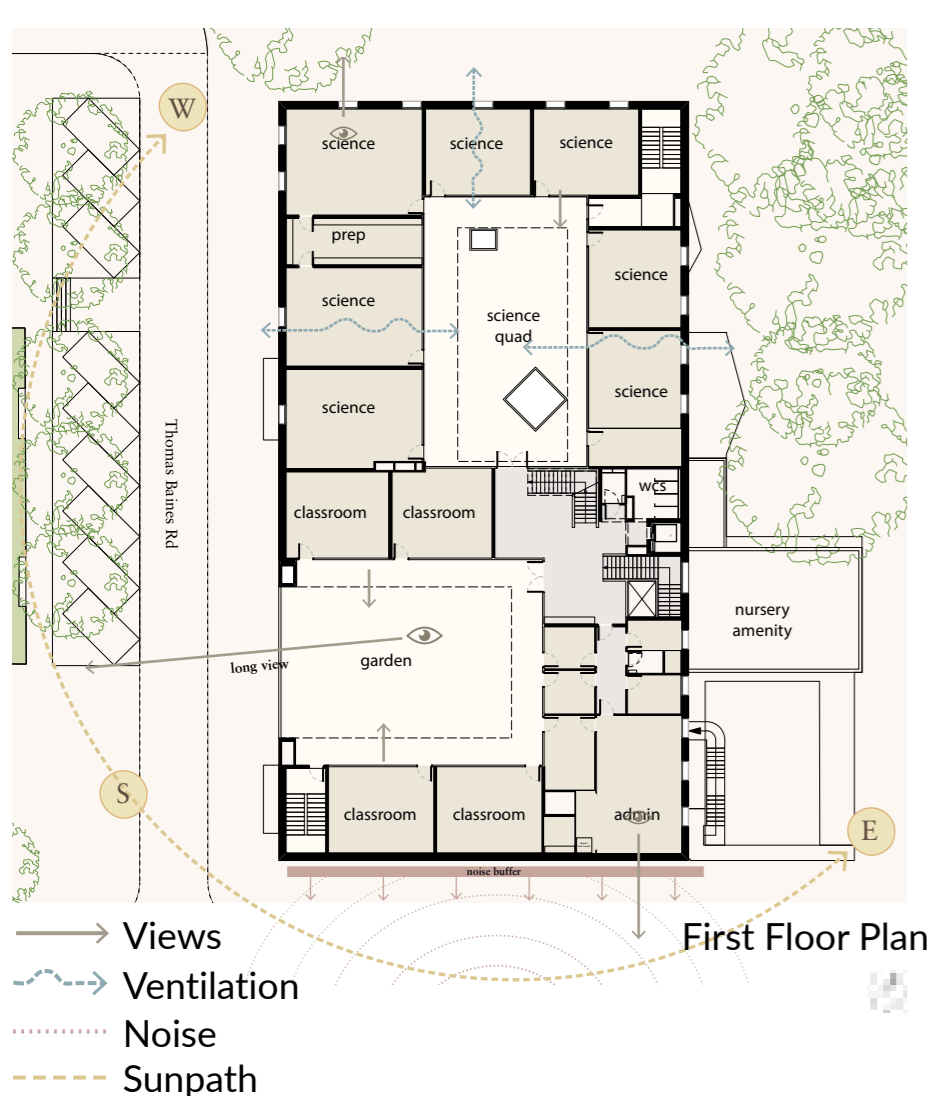 W
science
science
science
prep
science
science
science
quad
science
science
Thomas Baines Rd
classroom
classroom
wcs
nursery
amenity
long view
garden
S
classroom
classroom
admin
E
noise buffer
Views
First Floor Plan
Ventilation
Noise
Sunpath